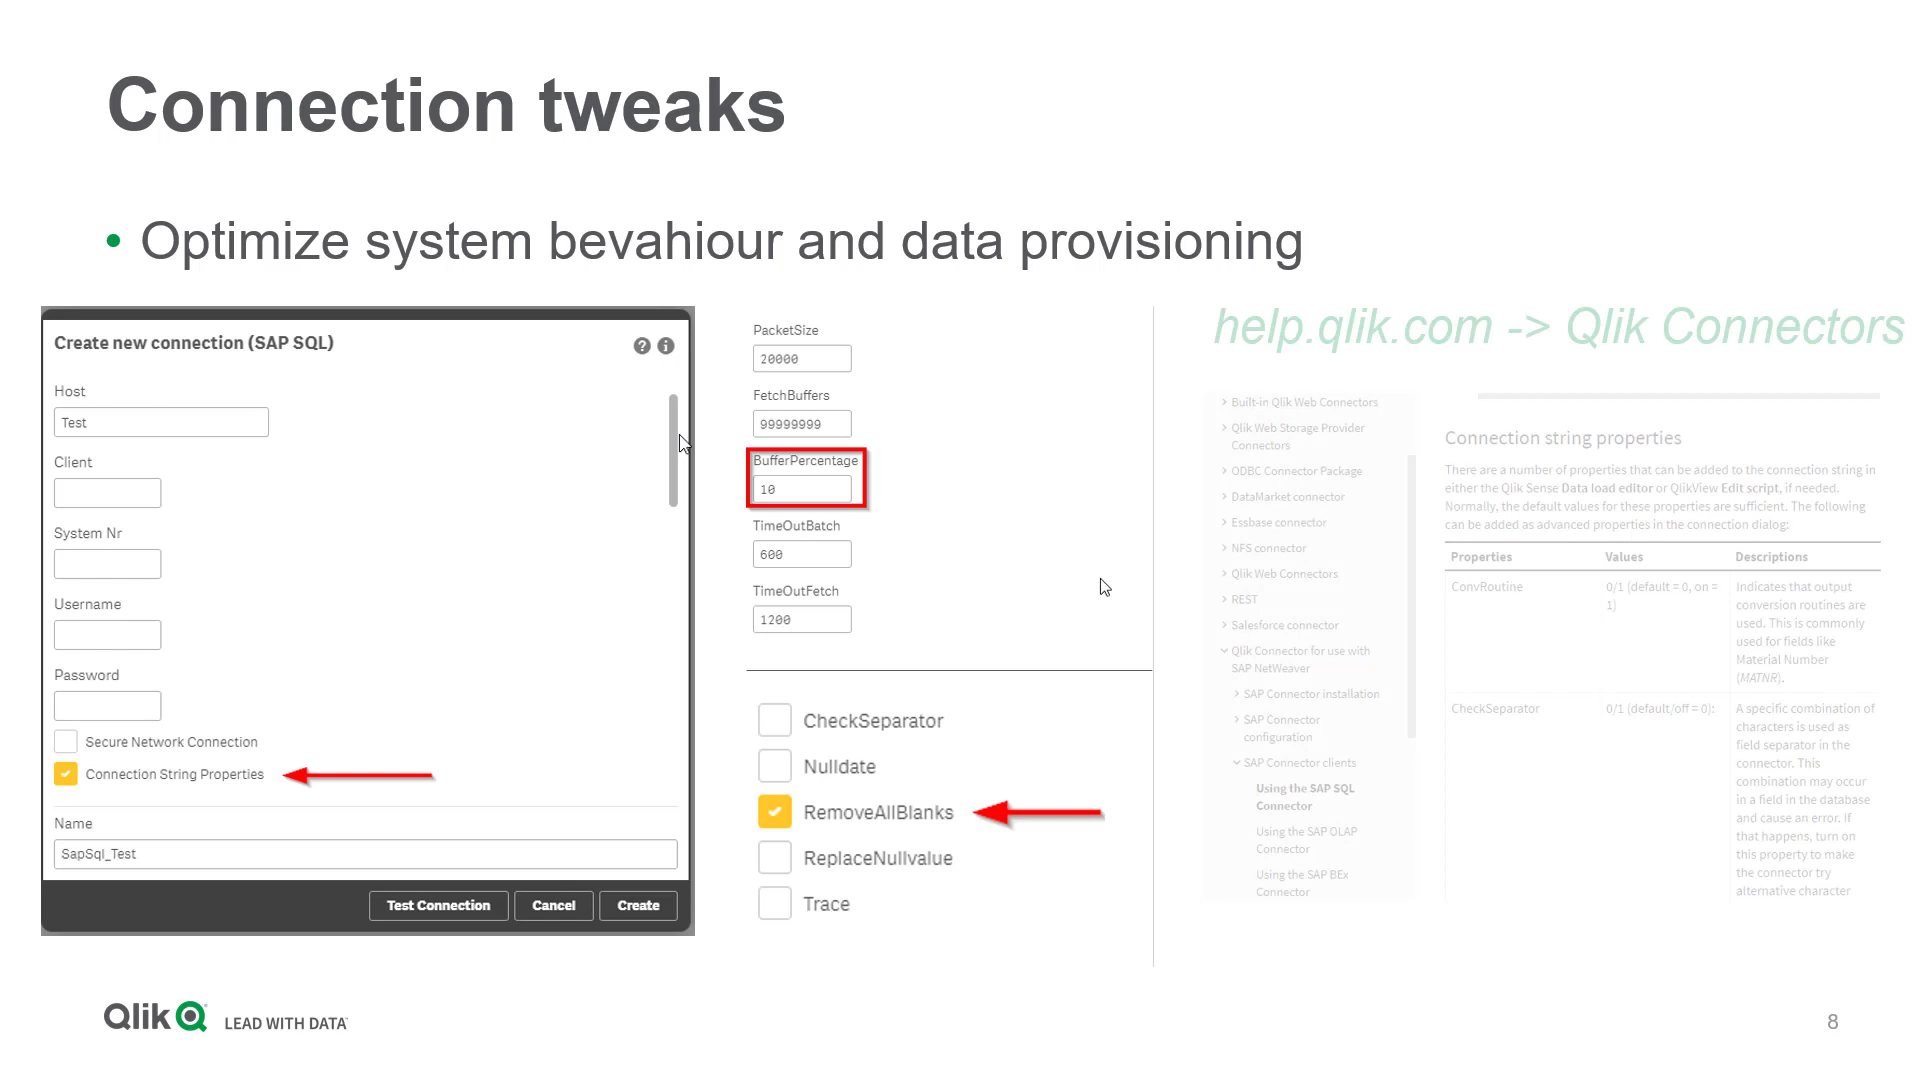 Connection tweaks
• Optimize system bevahiour and data provisioning
Create new connection (SAP SQL)
Host
Test
Client
System Nr
Username
Password
Secure Network Connection
Connection String Properties
Name
SapSql_Test
Test Connection
Cancel
Create
PacketSize
20000
FetchBuffers
99999999
BufferPercentage
10
TimeOutBatch
600
TimeOutFetch
1200
CheckSeparator
Nulldate
RemoveAllBlanks
ReplaceNullvalue
Trace
help.qlik.com -> Qlik Connectors
Built-in Qlik Web Connectors
Qlik Web Storage Provider
Connectors
ODBC Connector Package
DataMarket connector
Essbase connector
NFS connector
Qlik Web Connectors
REST
Salesforce connector
Qlik Connector for use with
SAP NetWeaver
SAP Connector installation
SAP Connector
configuration
SAP Connector clients
Using the SAP SQL
Connector
Using the SAP OLAP
Connector
Using the SAP BEx
Connector
Connection string properties
There are a number of properties that can be added to the connection string in
either the Qlik Sense Data load editor or QlikView Edit script, if needed.
Normally, the default values for these properties are sufficient. The following
can be added as advanced properties in the connection dialog:
Properties Values Descriptions
ConvRoutine
0/1 (default = 0, on =
1)
Indicates that output
conversion routines are
used. This is commonly
used for fields like
Material Number
(MATNR).
CheckSeparator
0/1 (default/off = 0):
A specific combination of
characters is used as
field separator in the
connector. This
combination may occur
in a field in the database
and cause an error. If
that happens, turn on
this property to make
the connector try
alternative character
Qlik
LEAD WITH DATA
8